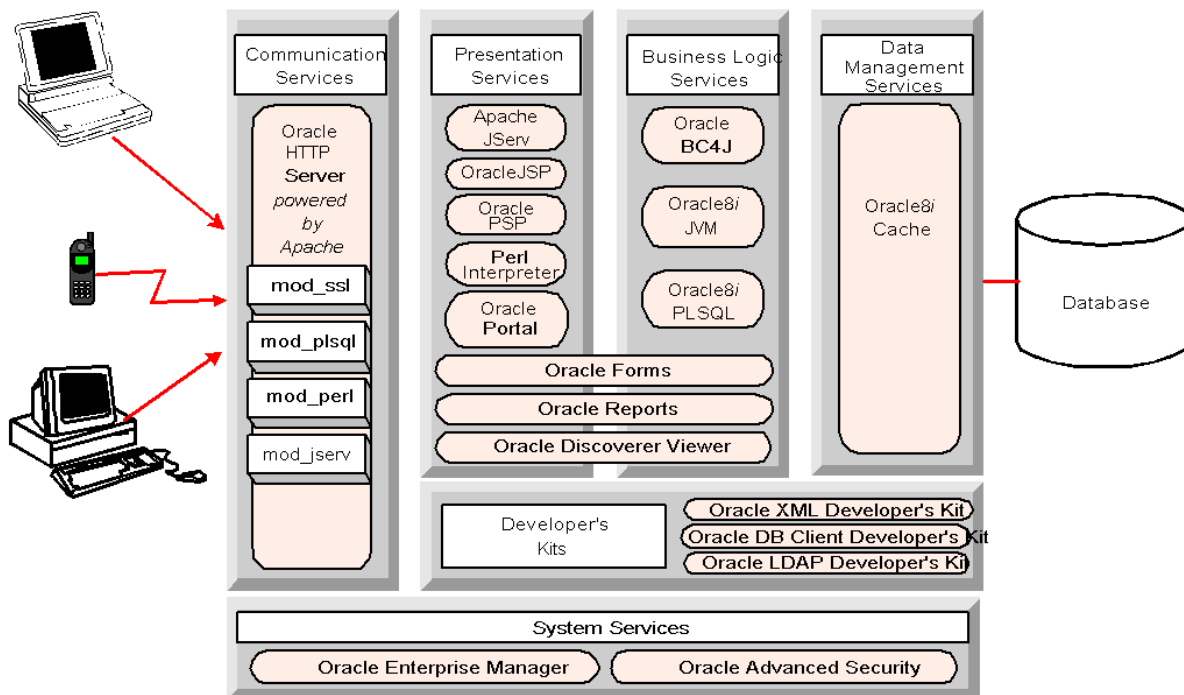 Communication
Services
Oracle
HTTP
Server
powered
by
Apache
mod_ssl
mod_plsql
mod_perl
mod_jserv
Presentation
Services
Apache
JServ
OracleJSP
Oracle
PSP
Perl
Interpreter
Oracle
Portal
Business Logic
Services
Oracle
BC4J
Oracle8i
JVM
Oracle8i
PLSQL
Oracle Forms
Oracle Reports
Oracle Discoverer Viewer
Data
Management
Services
Oracle8i
Cache
Database
Developer's
Kits
Oracle XML Developer's Kit
Oracle DB Client Developer's Kit
Oracle LDAP Developer's Kit
System Services
Oracle Enterprise Manager
Oracle Advanced Security